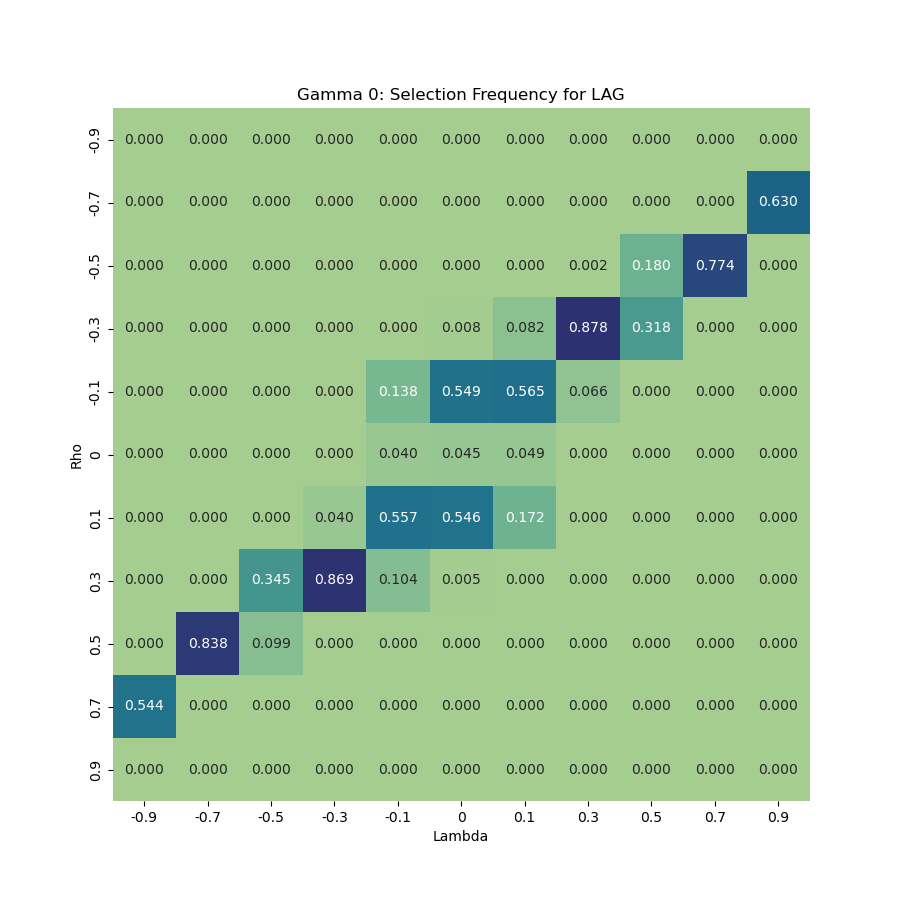 Gamma 0: Selection Frequency for LAG
-0.9 0.000 0.000 0.000 0.000 0.000 0.000 0.000 0.000 0.000 0.000 0.000
-0.7 0.000 0.000 0.000 0.000 0.000 0.000 0.000 0.000 0.000 0.000 0.630
-0.5 0.000 0.000 0.000 0.000 0.000 0.000 0.000 0.002 0.180 0.774 0.000
-0.3 0.000 0.000 0.000 0.000 0.000 0.008 0.082 0.878 0.318 0.000 0.000
-0.1 0.000 0.000 0.000 0.000 0.138 0.549 0.565 0.066 0.000 0.000 0.000
Rho
0 0.000 0.000 0.000 0.000 0.040 0.045 0.049 0.000 0.000 0.000 0.000
0.1 0.000 0.000 0.000 0.040 0.557 0.546 0.172 0.000 0.000 0.000 0.000
0.3 0.000 0.000 0.345 0.869 0.104 0.005 0.000 0.000 0.000 0.000 0.000
0.5 0.000 0.838 0.099 0.000 0.000 0.000 0.000 0.000 0.000 0.000 0.000
0.7 0.544 0.000 0.000 0.000 0.000 0.000 0.000 0.000 0.000 0.000 0.000
0.9 0.000 0.000 0.000 0.000 0.000 0.000 0.000 0.000 0.000 0.000 0.000
-0.9 -0.7 -0.5 -0.3 -0.1 0 0.1 0.3 0.5 0.7 0.9
Lambda